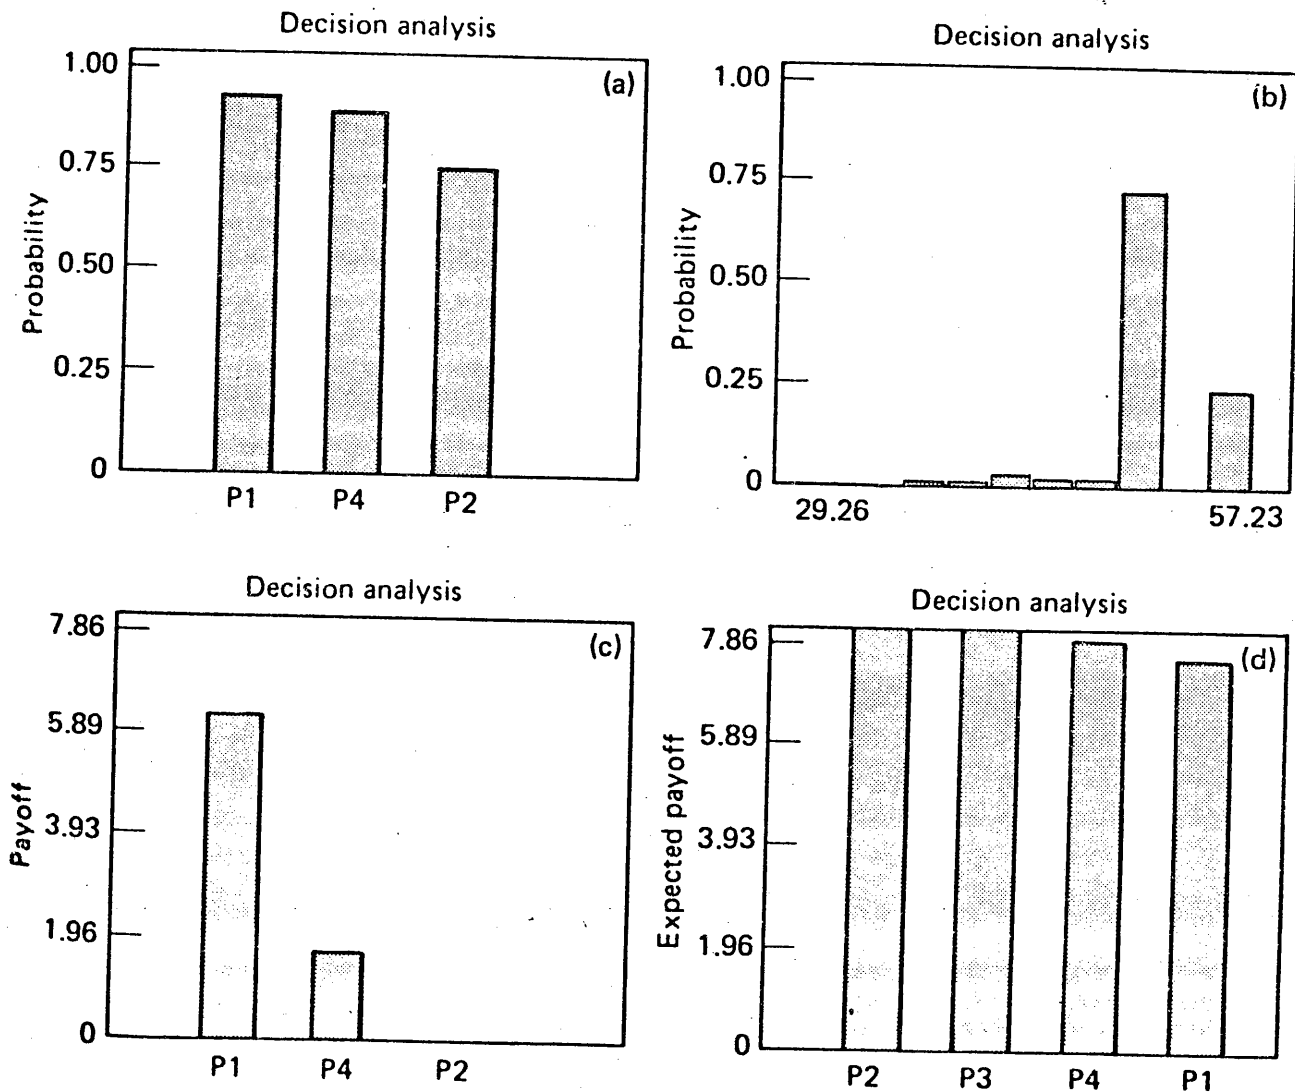 Decision analysis
(a)
Probability
1.00
0.75
0.50
0.25
0
P1 P4 P2
Decision analysis
(b)
Probability
1.00
0.75
0.50
0.25
0
29.26 57.23
Decision analysis
(c)
Payoff
7.86
5.89
3.93
1.96
0
P1 P4 P2
Decision analysis
(d)
Expected payoff
7.86
5.89
3.93
1.96
0
P2 P3 P4 P1